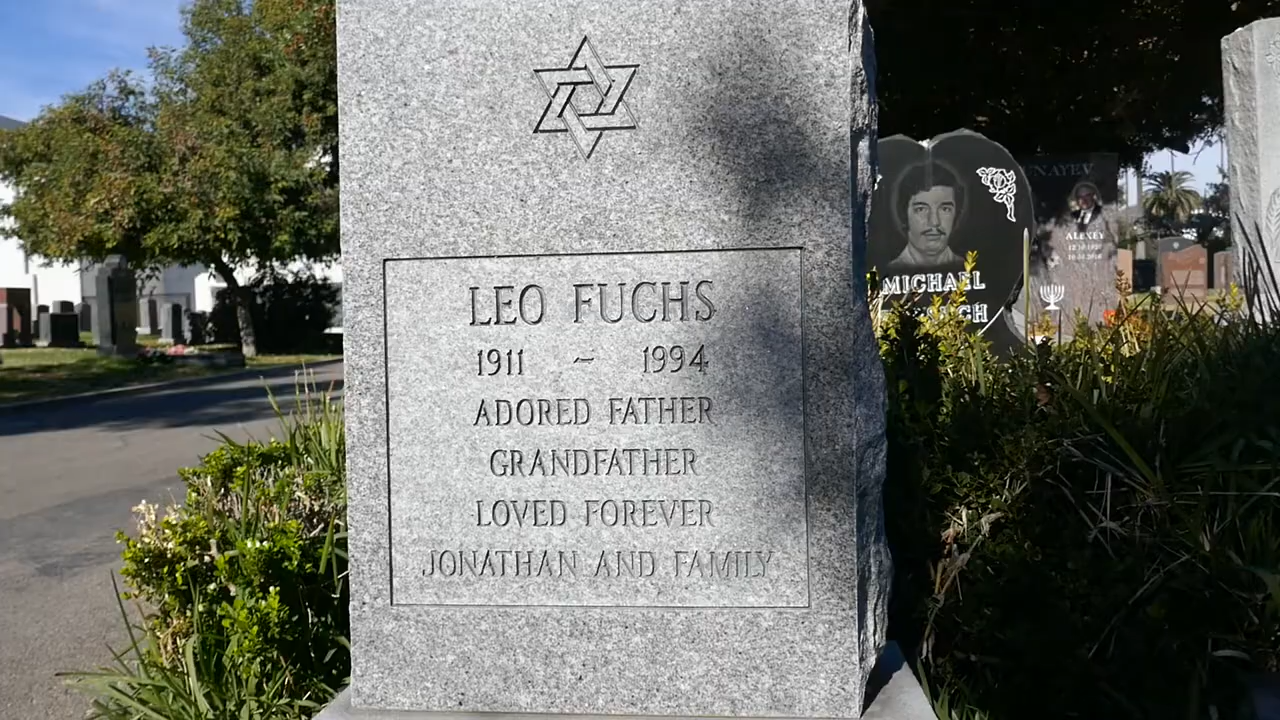 LEO FUCHS
1911 – 1994
ADORED FATHER
GRANDFATHER
LOVED FOREVER
JONATHAN AND FAMILY
MICHAEL
ALEXEY